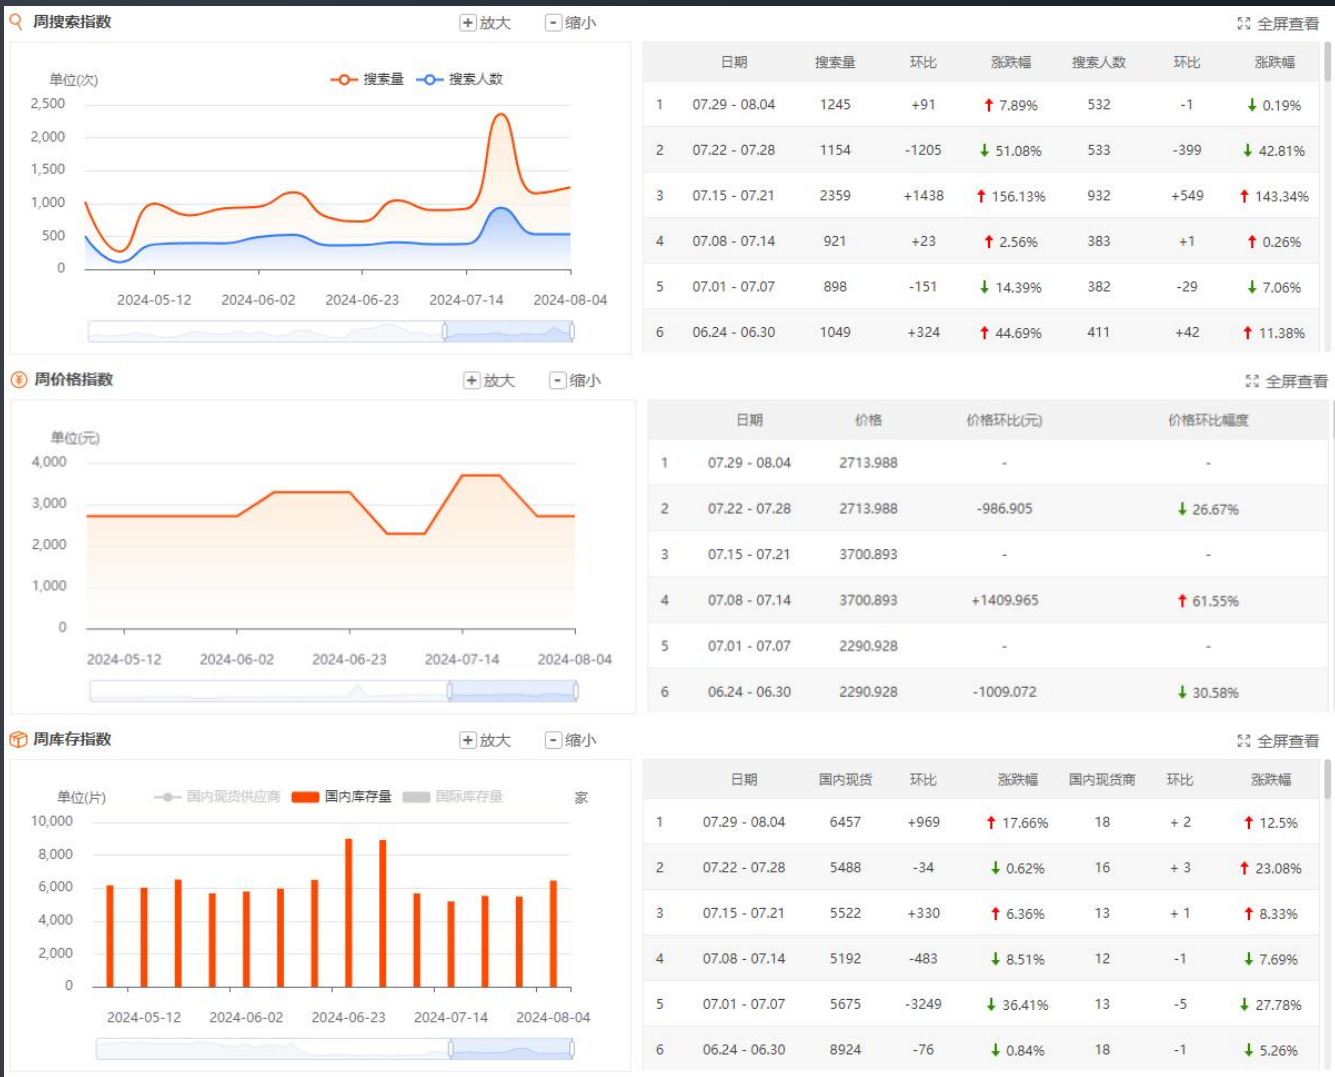 周搜索指数 + 放大 - 缩小 全屏查看
单位(次) 搜索量 搜索人数
2,500
2,000
1,500
1,000
500
0
2024-05-12 2024-06-02 2024-06-23 2024-07-14 2024-08-04
日期 搜索量 环比 涨跌幅 搜索人数 环比 涨跌幅
1 07.29 - 08.04 1245 +91 ↑ 7.89% 532 -1 ↓ 0.19%
2 07.22 - 07.28 1154 -1205 ↓ 51.08% 533 -399 ↓ 42.81%
3 07.15 - 07.21 2359 +1438 ↑ 156.13% 932 +549 ↑ 143.34%
4 07.08 - 07.14 921 +23 ↑ 2.56% 383 +1 ↑ 0.26%
5 07.01 - 07.07 898 -151 ↓ 14.39% 382 -29 ↓ 7.06%
6 06.24 - 06.30 1049 +324 ↑ 44.69% 411 +42 ↑ 11.38%
周价格指数 + 放大 - 缩小 全屏查看
单位(元)
4,000
3,000
2,000
1,000
0
2024-05-12 2024-06-02 2024-06-23 2024-07-14 2024-08-04
日期 价格 价格环比(元) 价格环比幅度
1 07.29 - 08.04 2713.988 - -
2 07.22 - 07.28 2713.988 -986.905 ↓ 26.67%
3 07.15 - 07.21 3700.893 - -
4 07.08 - 07.14 3700.893 +1409.965 ↑ 61.55%
5 07.01 - 07.07 2290.928 - -
6 06.24 - 06.30 2290.928 -1009.072 ↓ 30.58%
周库存指数 + 放大 - 缩小 全屏查看
单位(片) 国内现货供应商 国内库存量 国际库存量 家
10,000
8,000
6,000
4,000
2,000
0
2024-05-12 2024-06-02 2024-06-23 2024-07-14 2024-08-04
日期 国内现货 环比 涨跌幅 国内现货商 环比 涨跌幅
1 07.29 - 08.04 6457 +969 ↑ 17.66% 18 + 2 ↑ 12.5%
2 07.22 - 07.28 5488 -34 ↓ 0.62% 16 + 3 ↑ 23.08%
3 07.15 - 07.21 5522 +330 ↑ 6.36% 13 + 1 ↑ 8.33%
4 07.08 - 07.14 5192 -483 ↓ 8.51% 12 -1 ↓ 7.69%
5 07.01 - 07.07 5675 -3249 ↓ 36.41% 13 -5 ↓ 27.78%
6 06.24 - 06.30 8924 -76 ↓ 0.84% 18 -1 ↓ 5.26%